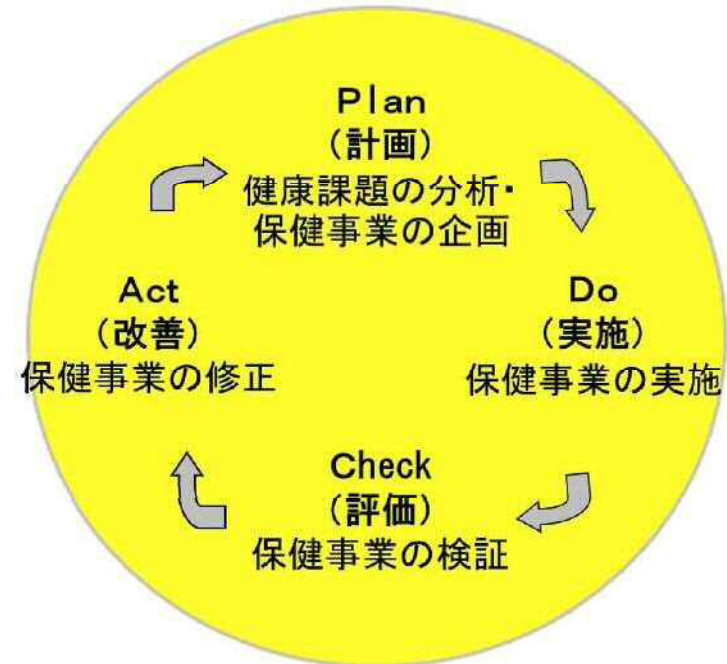 Plan
(計画)
健康課題の分析・
保健事業の企画
Do
(実施)
保健事業の実施
Check
(評価)
保健事業の検証
Act
(改善)
保健事業の修正